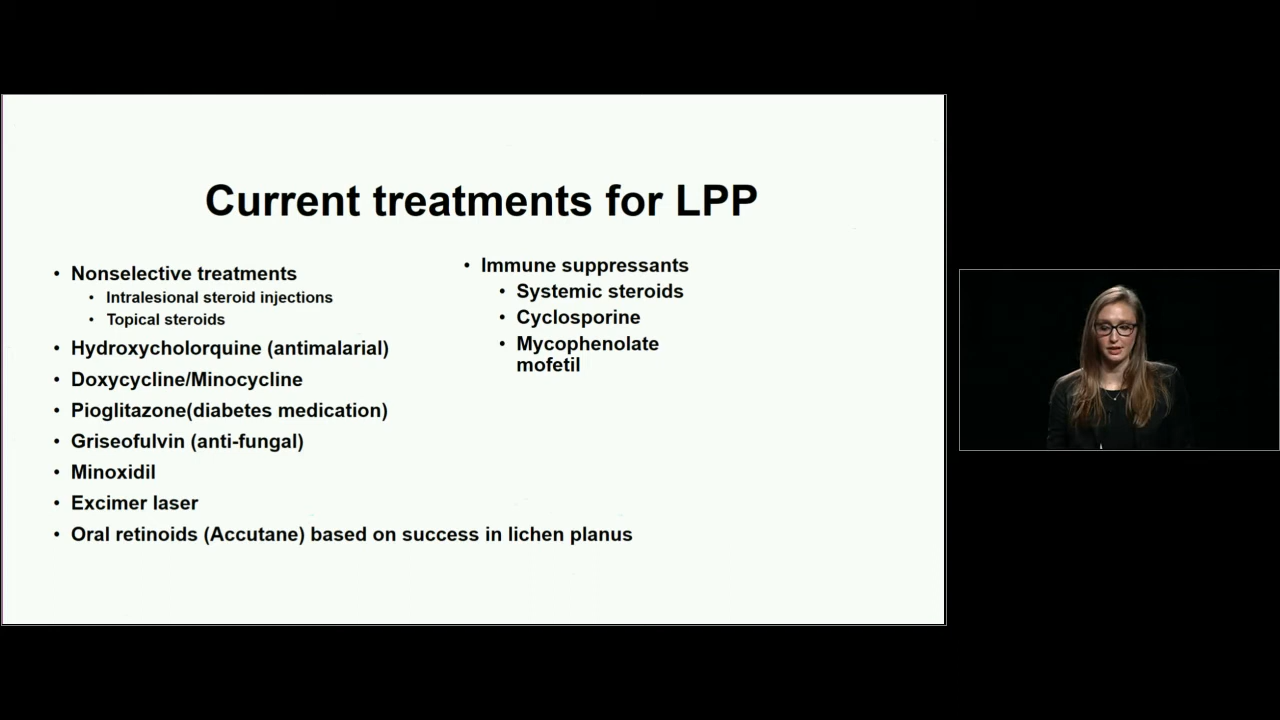 Current treatments for LPP
• Nonselective treatments
• Intralesional steroid injections
• Topical steroids
• Hydroxycholorquine (antimalarial)
• Doxycycline/Minocycline
• Pioglitazone(diabetes medication)
• Griseofulvin (anti-fungal)
• Minoxidil
• Excimer laser
• Oral retinoids (Accutane) based on success in lichen planus
• Immune suppressants
• Systemic steroids
• Cyclosporine
• Mycophenolate
mofetil